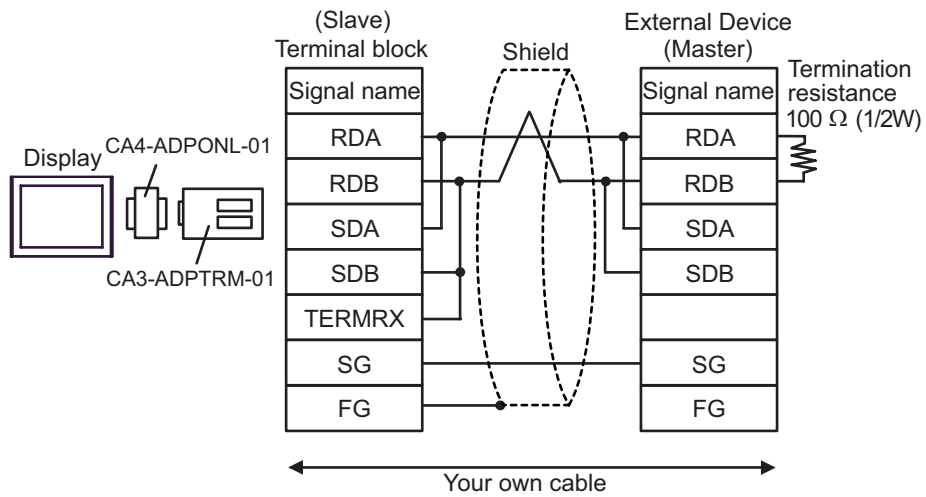 (Slave)
Terminal block
Shield
External Device
(Master)
Termination
resistance
100 Ω (1/2W)
Display
CA4-ADPONL-01
CA3-ADPTRM-01
Signal name
RDA
RDB
SDA
SDB
TERMRX
SG
FG
Signal name
RDA
RDB
SDA
SDB
SG
FG
Your own cable